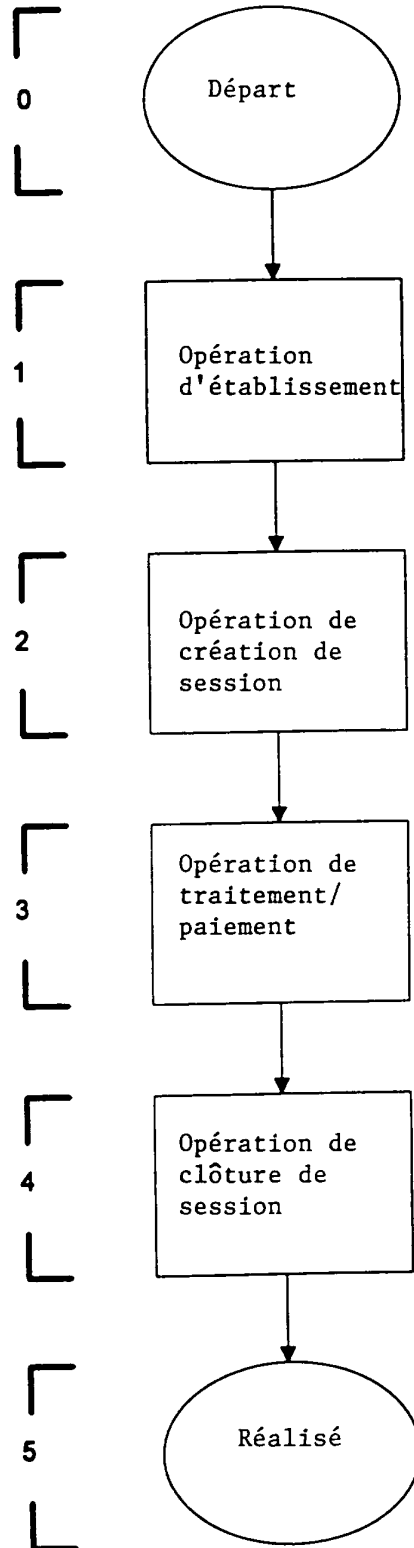 0
Départ
1
Opération
d'établissement
2
Opération de
création de
session
3
Opération de
traitement/
paiement
4
Opération de
clôture de
session
5
Réalisé